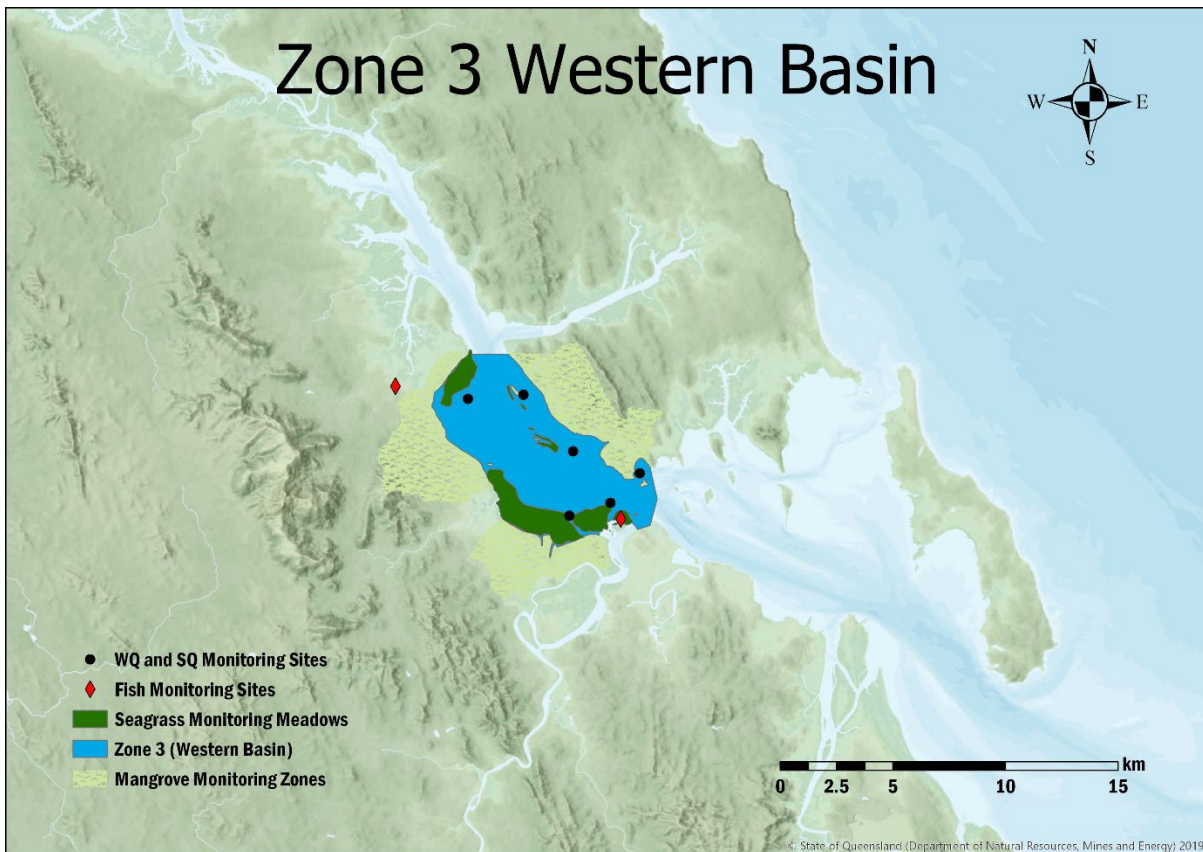 Zone 3 Western Basin
N
W E
S
WQ and SQ Monitoring Sites
Fish Monitoring Sites
Seagrass Monitoring Meadows
Zone 3 (Western Basin)
Mangrove Monitoring Zones
km
0 2.5 5 10 15
© State of Queensland (Department of Natural Resources, Mines and Energy) 2019